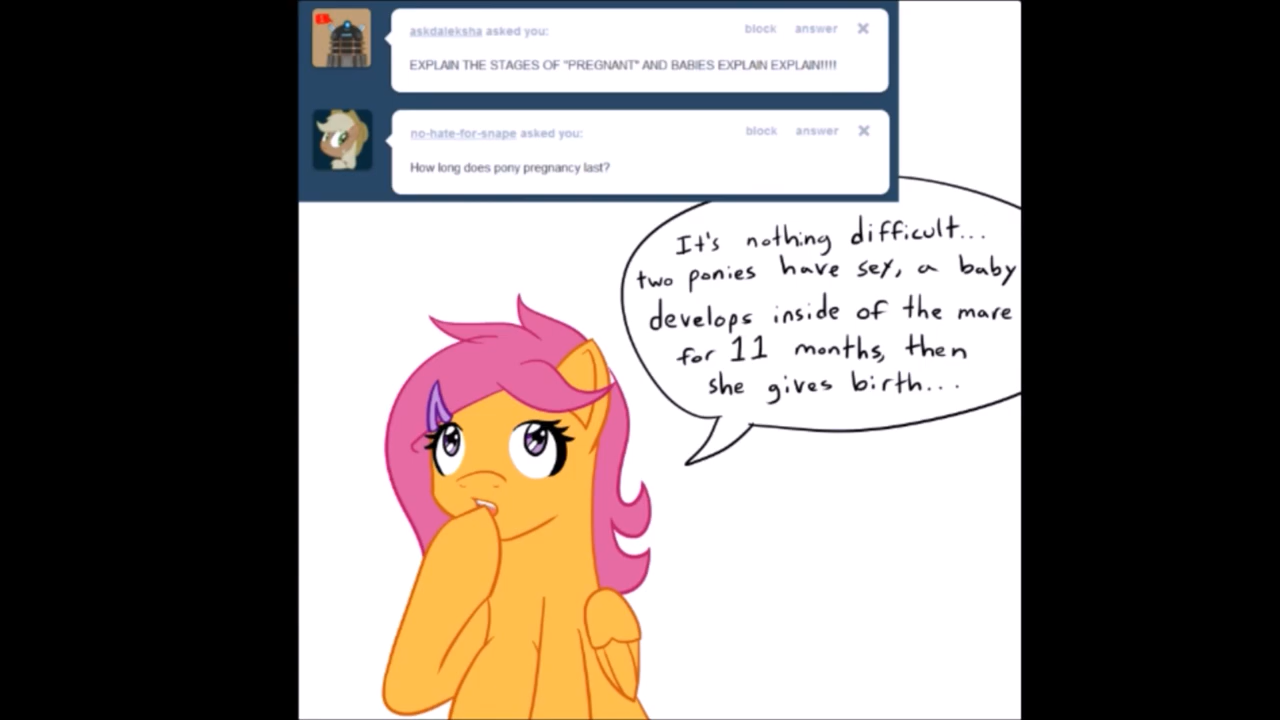 askdaleksha asked you:
block answer ✕
EXPLAIN THE STAGES OF "PREGNANT" AND BABIES EXPLAIN EXPLAIN!!!!
no-hate-for-snape asked you:
block answer ✕
How long does pony pregnancy last?
It's nothing difficult...
two ponies have sex, a baby
develops inside of the mare
for 11 months, then
she gives birth...